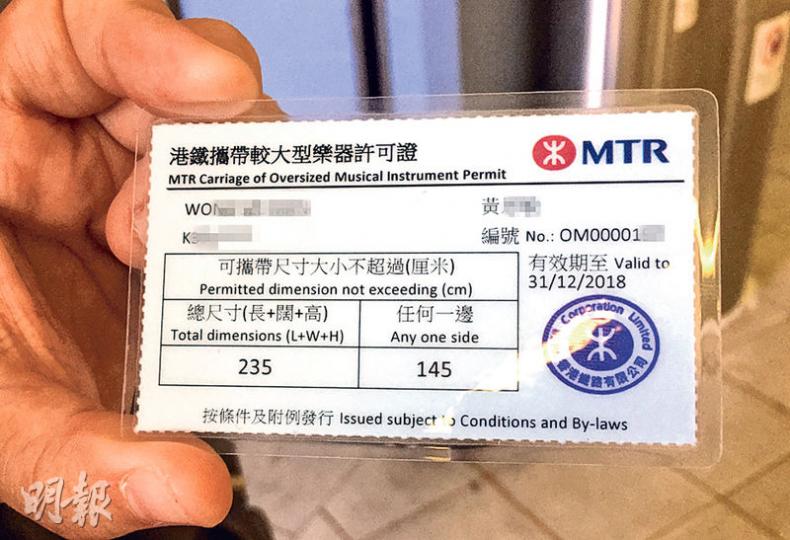 港鐵攜帶較大型樂器許可證
MTR
MTR Carriage of Oversized Musical Instrument Permit
黃
編號 No.: OM00001
可攜帶尺寸大小不超過(厘米)
Permitted dimension not exceeding (cm)
有效期至 Valid to
31/12/2018
總尺寸(長+闊+高)
Total dimensions (L+W+H)
任何一邊
Any one side
235
145
Corporation Limited
香港鐵路有限公司
按條件及附例發行 Issued subject to Conditions and By-laws
明報